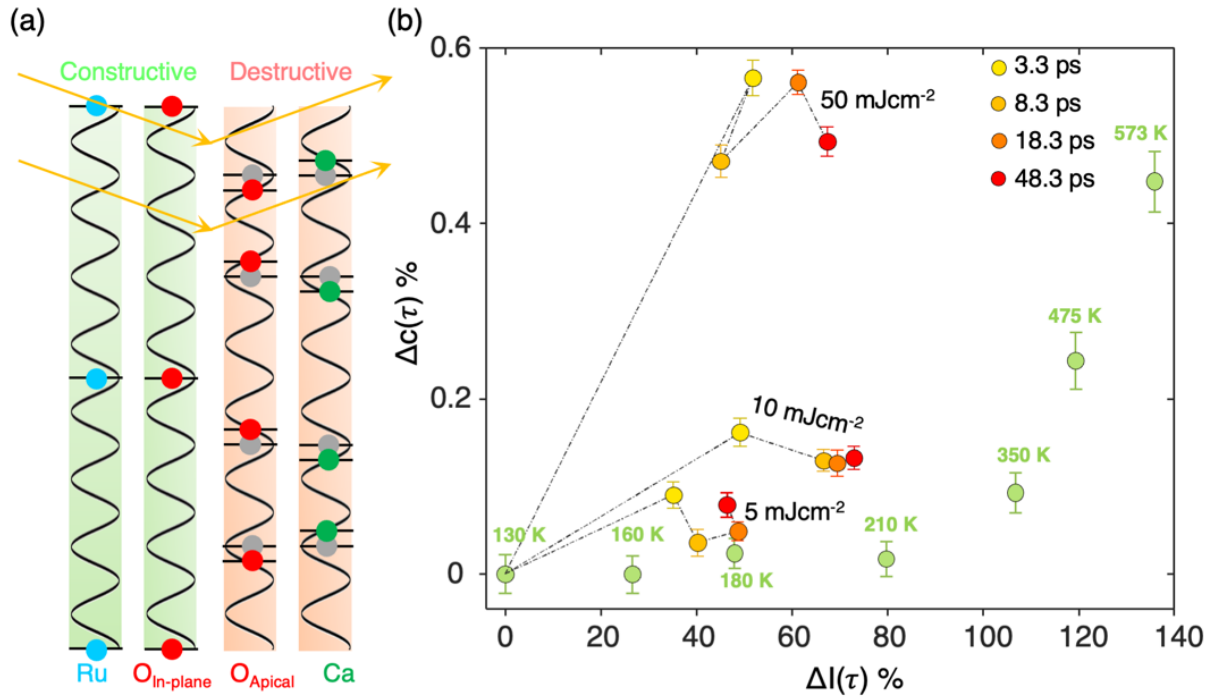 (a)
Constructive Destructive
Ru O_In-plane O_Apical Ca
(b)
Δc(τ) %
0.6
0.4
0.2
0
3.3 ps
8.3 ps
18.3 ps
48.3 ps
50 mJcm⁻²
573 K
475 K
10 mJcm⁻²
350 K
5 mJcm⁻²
130 K 160 K 180 K 210 K
0 20 40 60 80 100 120 140
ΔI(τ) %